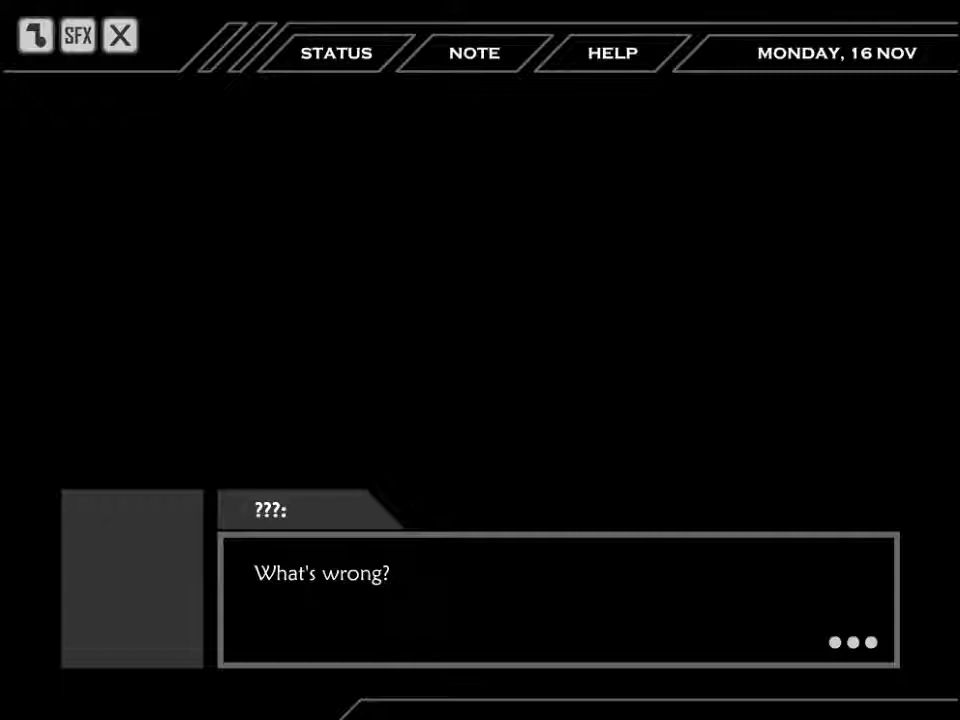 SFX X
STATUS
NOTE
HELP
MONDAY, 16 NOV
???:
What's wrong?